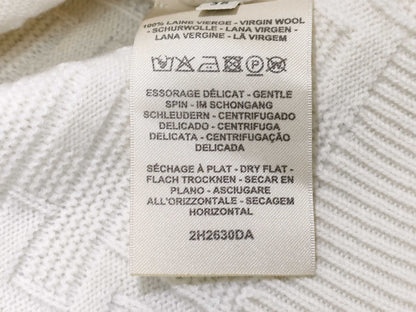 100% LAINE VIERGE - VIRGIN WOOL
- SCHURWOLLE - LANA VIRGEN -
LANA VERGINE - LÃ VIRGEM
P
W
ESSORAGE DÉLICAT - GENTLE
SPIN - IM SCHONGANG
SCHLEUDERN - CENTRIFUGADO
DELICADO - CENTRIFUGA
DELICATA - CENTRIFUGAÇÃO
DELICADA
SÉCHAGE À PLAT - DRY FLAT -
FLACH TROCKNEN - SECAR EN
PLANO - ASCIUGARE
ALL'ORIZZONTALE - SECAGEM
HORIZONTAL
2H2630DA